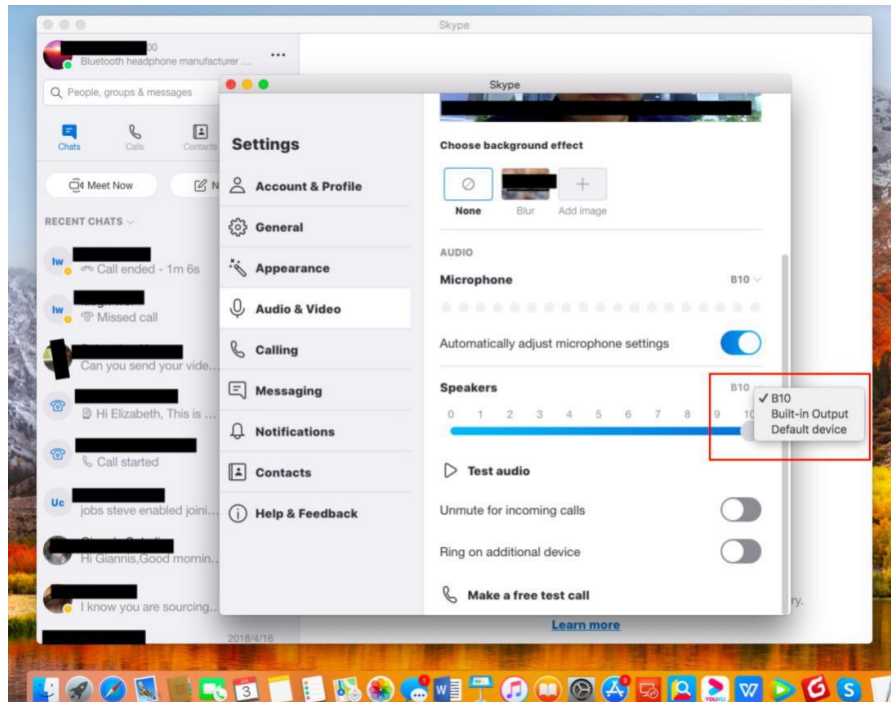 Skype
00
Bluetooth headphone manufacturer ...
People, groups & messages
Chats
Calls
Contacts
Meet Now
N
RECENT CHATS
lw
Call ended - 1m 6s
lw
Missed call
Can you send your vide...
Hi Elizabeth, This is ...
Call started
Uc
jobs steve enabled joini...
Hi Giannis,Good mornin...
I know you are sourcing...
2018/4/16
Skype
Settings
Account & Profile
General
Appearance
Audio & Video
Calling
Messaging
Notifications
Contacts
Help & Feedback
Choose background effect
None
Blur
Add image
AUDIO
Microphone
B10
Automatically adjust microphone settings
Speakers
B10
0 1 2 3 4 5 6 7 8 9 10
✓ B10
Built-in Output
Default device
Test audio
Unmute for incoming calls
Ring on additional device
Make a free test call
ry.
Learn more
3
W
YOUKU
W
S